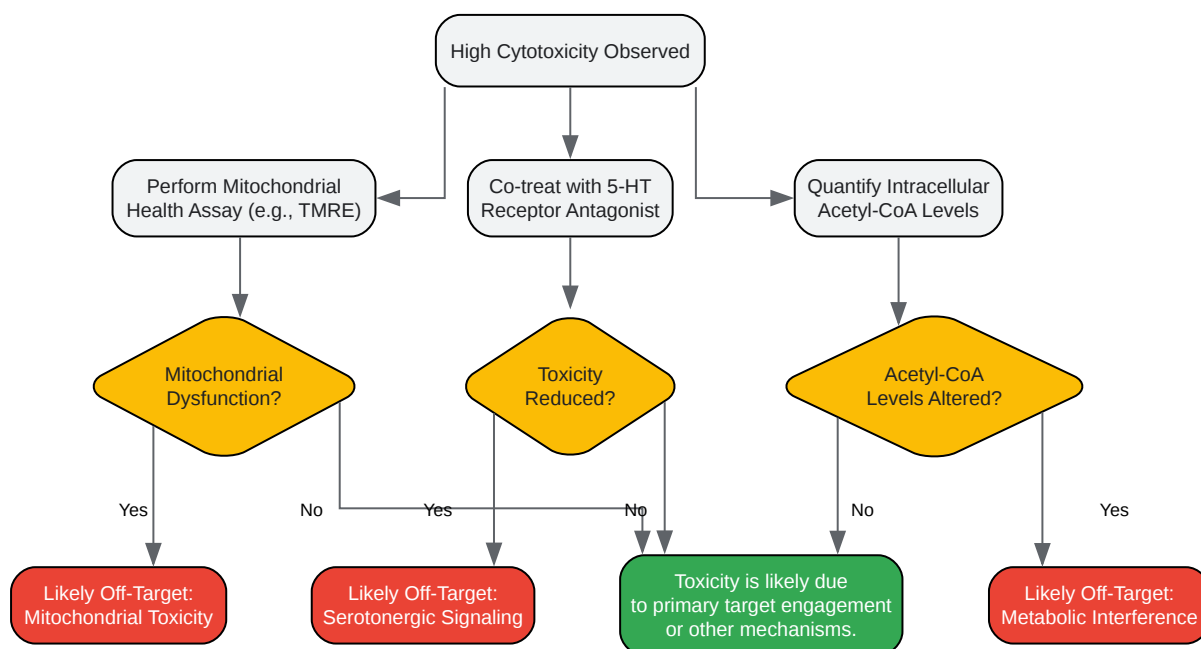 High Cytotoxicity Observed
Perform Mitochondrial
Health Assay (e.g., TMRE)
Co-treat with 5-HT
Receptor Antagonist
Quantify Intracellular
Acetyl-CoA Levels
Mitochondrial
Dysfunction?
Toxicity
Reduced?
Acetyl-CoA
Levels Altered?
Yes
No
Yes
No
No
Yes
Likely Off-Target:
Mitochondrial Toxicity
Likely Off-Target:
Serotonergic Signaling
Toxicity is likely due
to primary target engagement
or other mechanisms.
Likely Off-Target:
Metabolic Interference